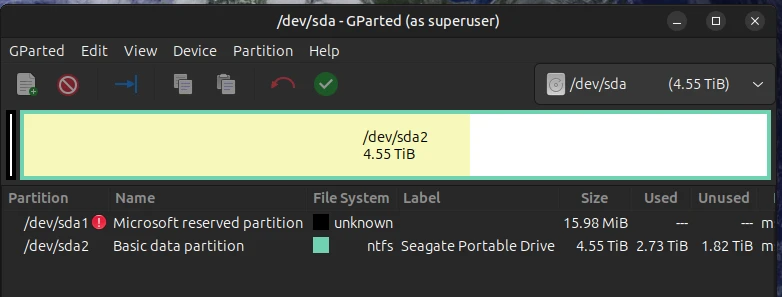 /dev/sda - GParted (as superuser)
GParted Edit View Device Partition Help
/dev/sda (4.55 TiB)
/dev/sda2
4.55 TiB
Partition Name File System Label Size Used Unused
/dev/sda1 Microsoft reserved partition unknown 15.98 MiB --- --- m
/dev/sda2 Basic data partition ntfs Seagate Portable Drive 4.55 TiB 2.73 TiB 1.82 TiB m